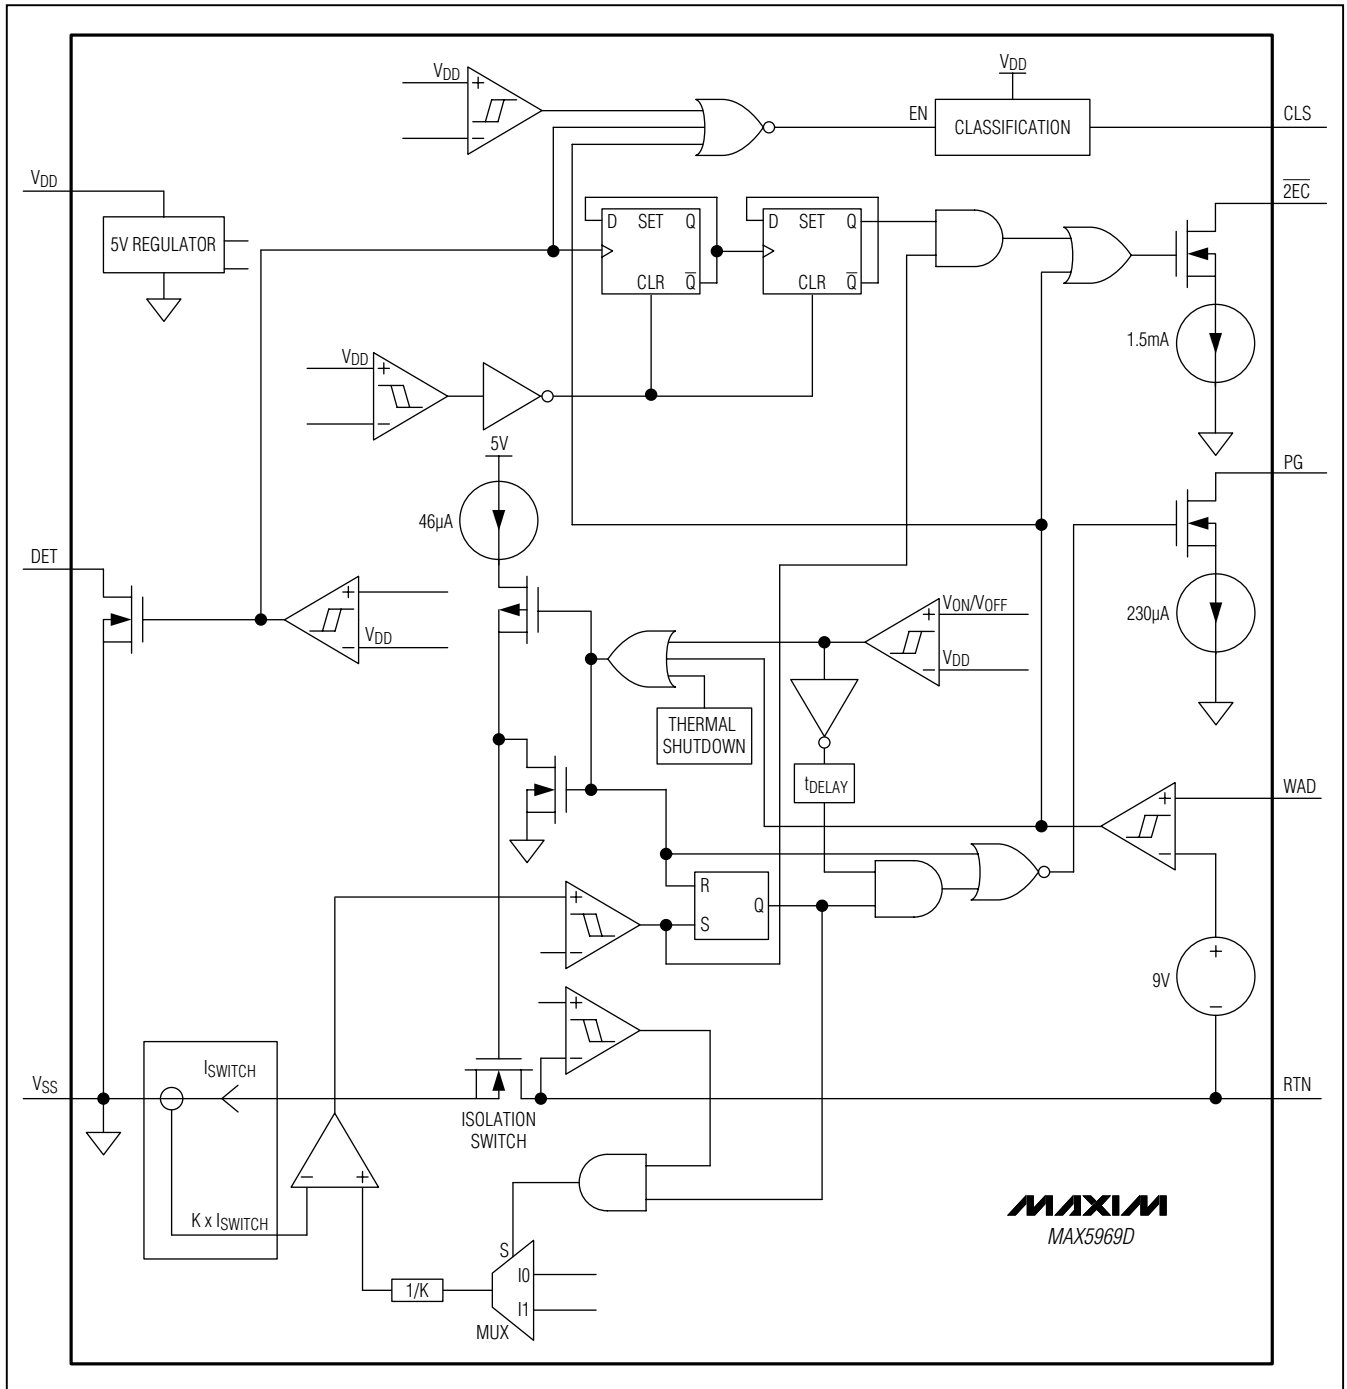 VDD
VDD
+
EN
CLASSIFICATION
CLS
−
VDD
2EC
D SET Q
D SET Q
5V REGULATOR
CLR Q
CLR Q
1.5mA
VDD
+
−
5V
PG
46µA
DET
+
VON/VOFF
+
230µA
VDD
−
VDD
−
THERMAL
SHUTDOWN
tDELAY
WAD
+
−
R
Q
S
+
−
+
9V
−
+
−
ISWITCH
VSS
RTN
ISOLATION
SWITCH
− +
K x ISWITCH
MAXIM
MAX5969D
S
I0
1/K
I1
MUX